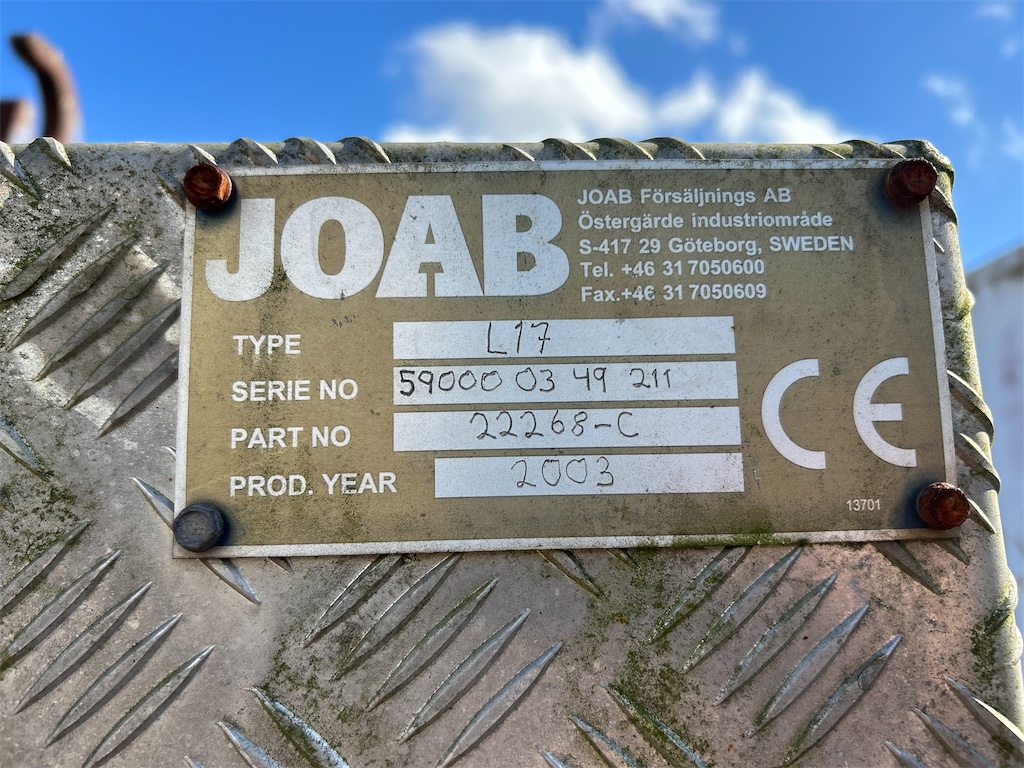 JOAB
JOAB Försäljnings AB
Östergärde industriområde
S-417 29 Göteborg, SWEDEN
Tel. +46 31 7050600
Fax.+46 31 7050609
TYPE L17
SERIE NO 59000 03 49 211
PART NO 22268-C
PROD. YEAR 2003
CE
13701